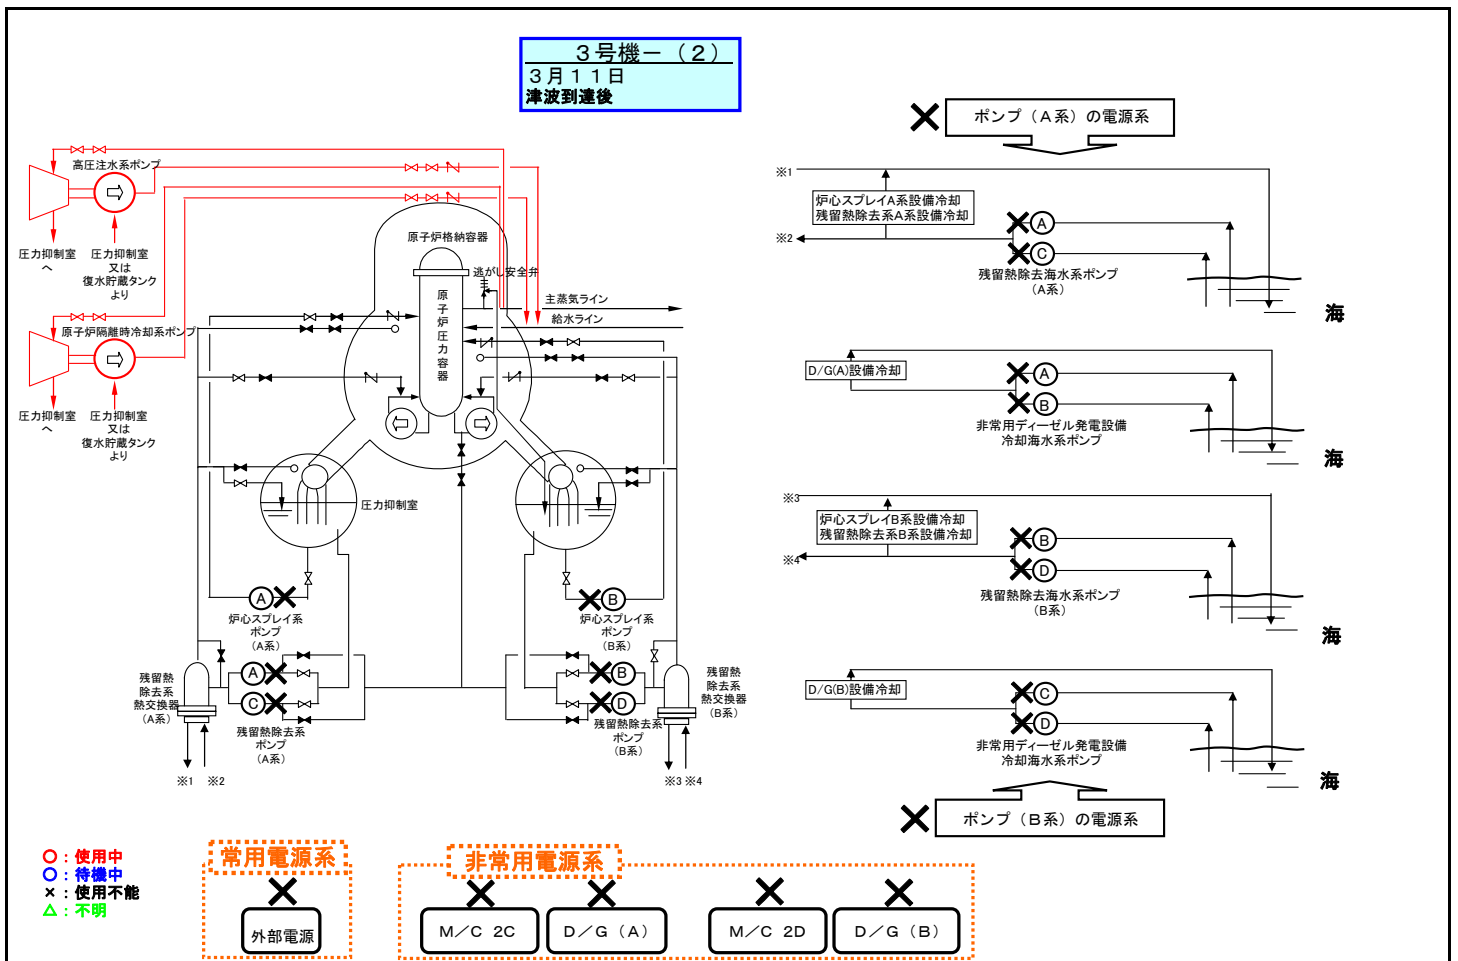 ３号機－（２）
３月１１日
津波到達後
高圧注水系ポンプ
圧力抑制室
へ
圧力抑制室
又は
復水貯蔵タンク
より
原子炉隔離時冷却系ポンプ
圧力抑制室
へ
圧力抑制室
又は
復水貯蔵タンク
より
原子炉格納容器
逃がし安全弁
原子炉圧力容器
主蒸気ライン
給水ライン
圧力抑制室
A
炉心スプレイ系
ポンプ
(A系)
B
炉心スプレイ系
ポンプ
(B系)
残留熱
除去系
熱交換器
(A系)
A
C
残留熱除去系
ポンプ
(A系)
B
D
残留熱除去系
ポンプ
(B系)
残留熱
除去系
熱交換器
(B系)
※1 ※2
※3 ※4
ポンプ（Ａ系）の電源系
※1
炉心スプレイA系設備冷却
残留熱除去系A系設備冷却
※2
A
C
残留熱除去海水系ポンプ
(A系)
海
D/G(A)設備冷却
A
B
非常用ディーゼル発電設備
冷却海水系ポンプ
海
※3
炉心スプレイB系設備冷却
残留熱除去系B系設備冷却
※4
B
D
残留熱除去海水系ポンプ
(B系)
海
D/G(B)設備冷却
C
D
非常用ディーゼル発電設備
冷却海水系ポンプ
海
ポンプ（Ｂ系）の電源系
○：使用中
○：待機中
×：使用不能
△：不明
常用電源系
外部電源
非常用電源系
Ｍ／Ｃ 2C
Ｄ／Ｇ（Ａ）
Ｍ／Ｃ 2D
Ｄ／Ｇ（Ｂ）